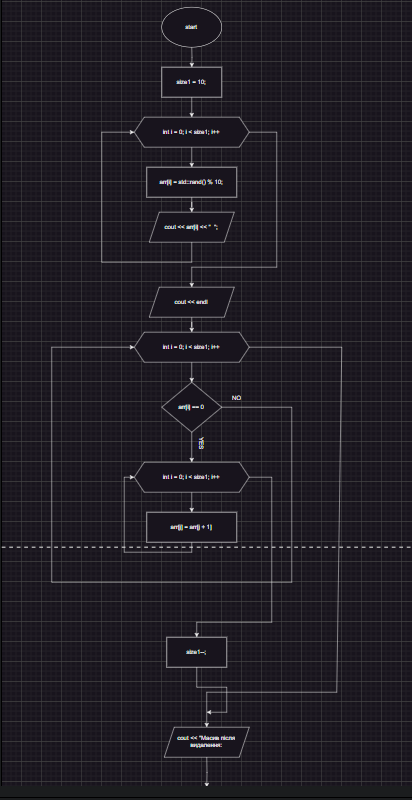 start
size1 = 10;
int i = 0; i < size1; i++
arr[i] = std::rand() % 10;
cout << arr[i] << " ";
cout << endl
int i = 0; i < size1; i++
arr[i] == 0
NO
YES
int i = 0; i < size1; i++
arr[j] = arr[j + 1]
size1--;
cout << "Масив після
видалення: